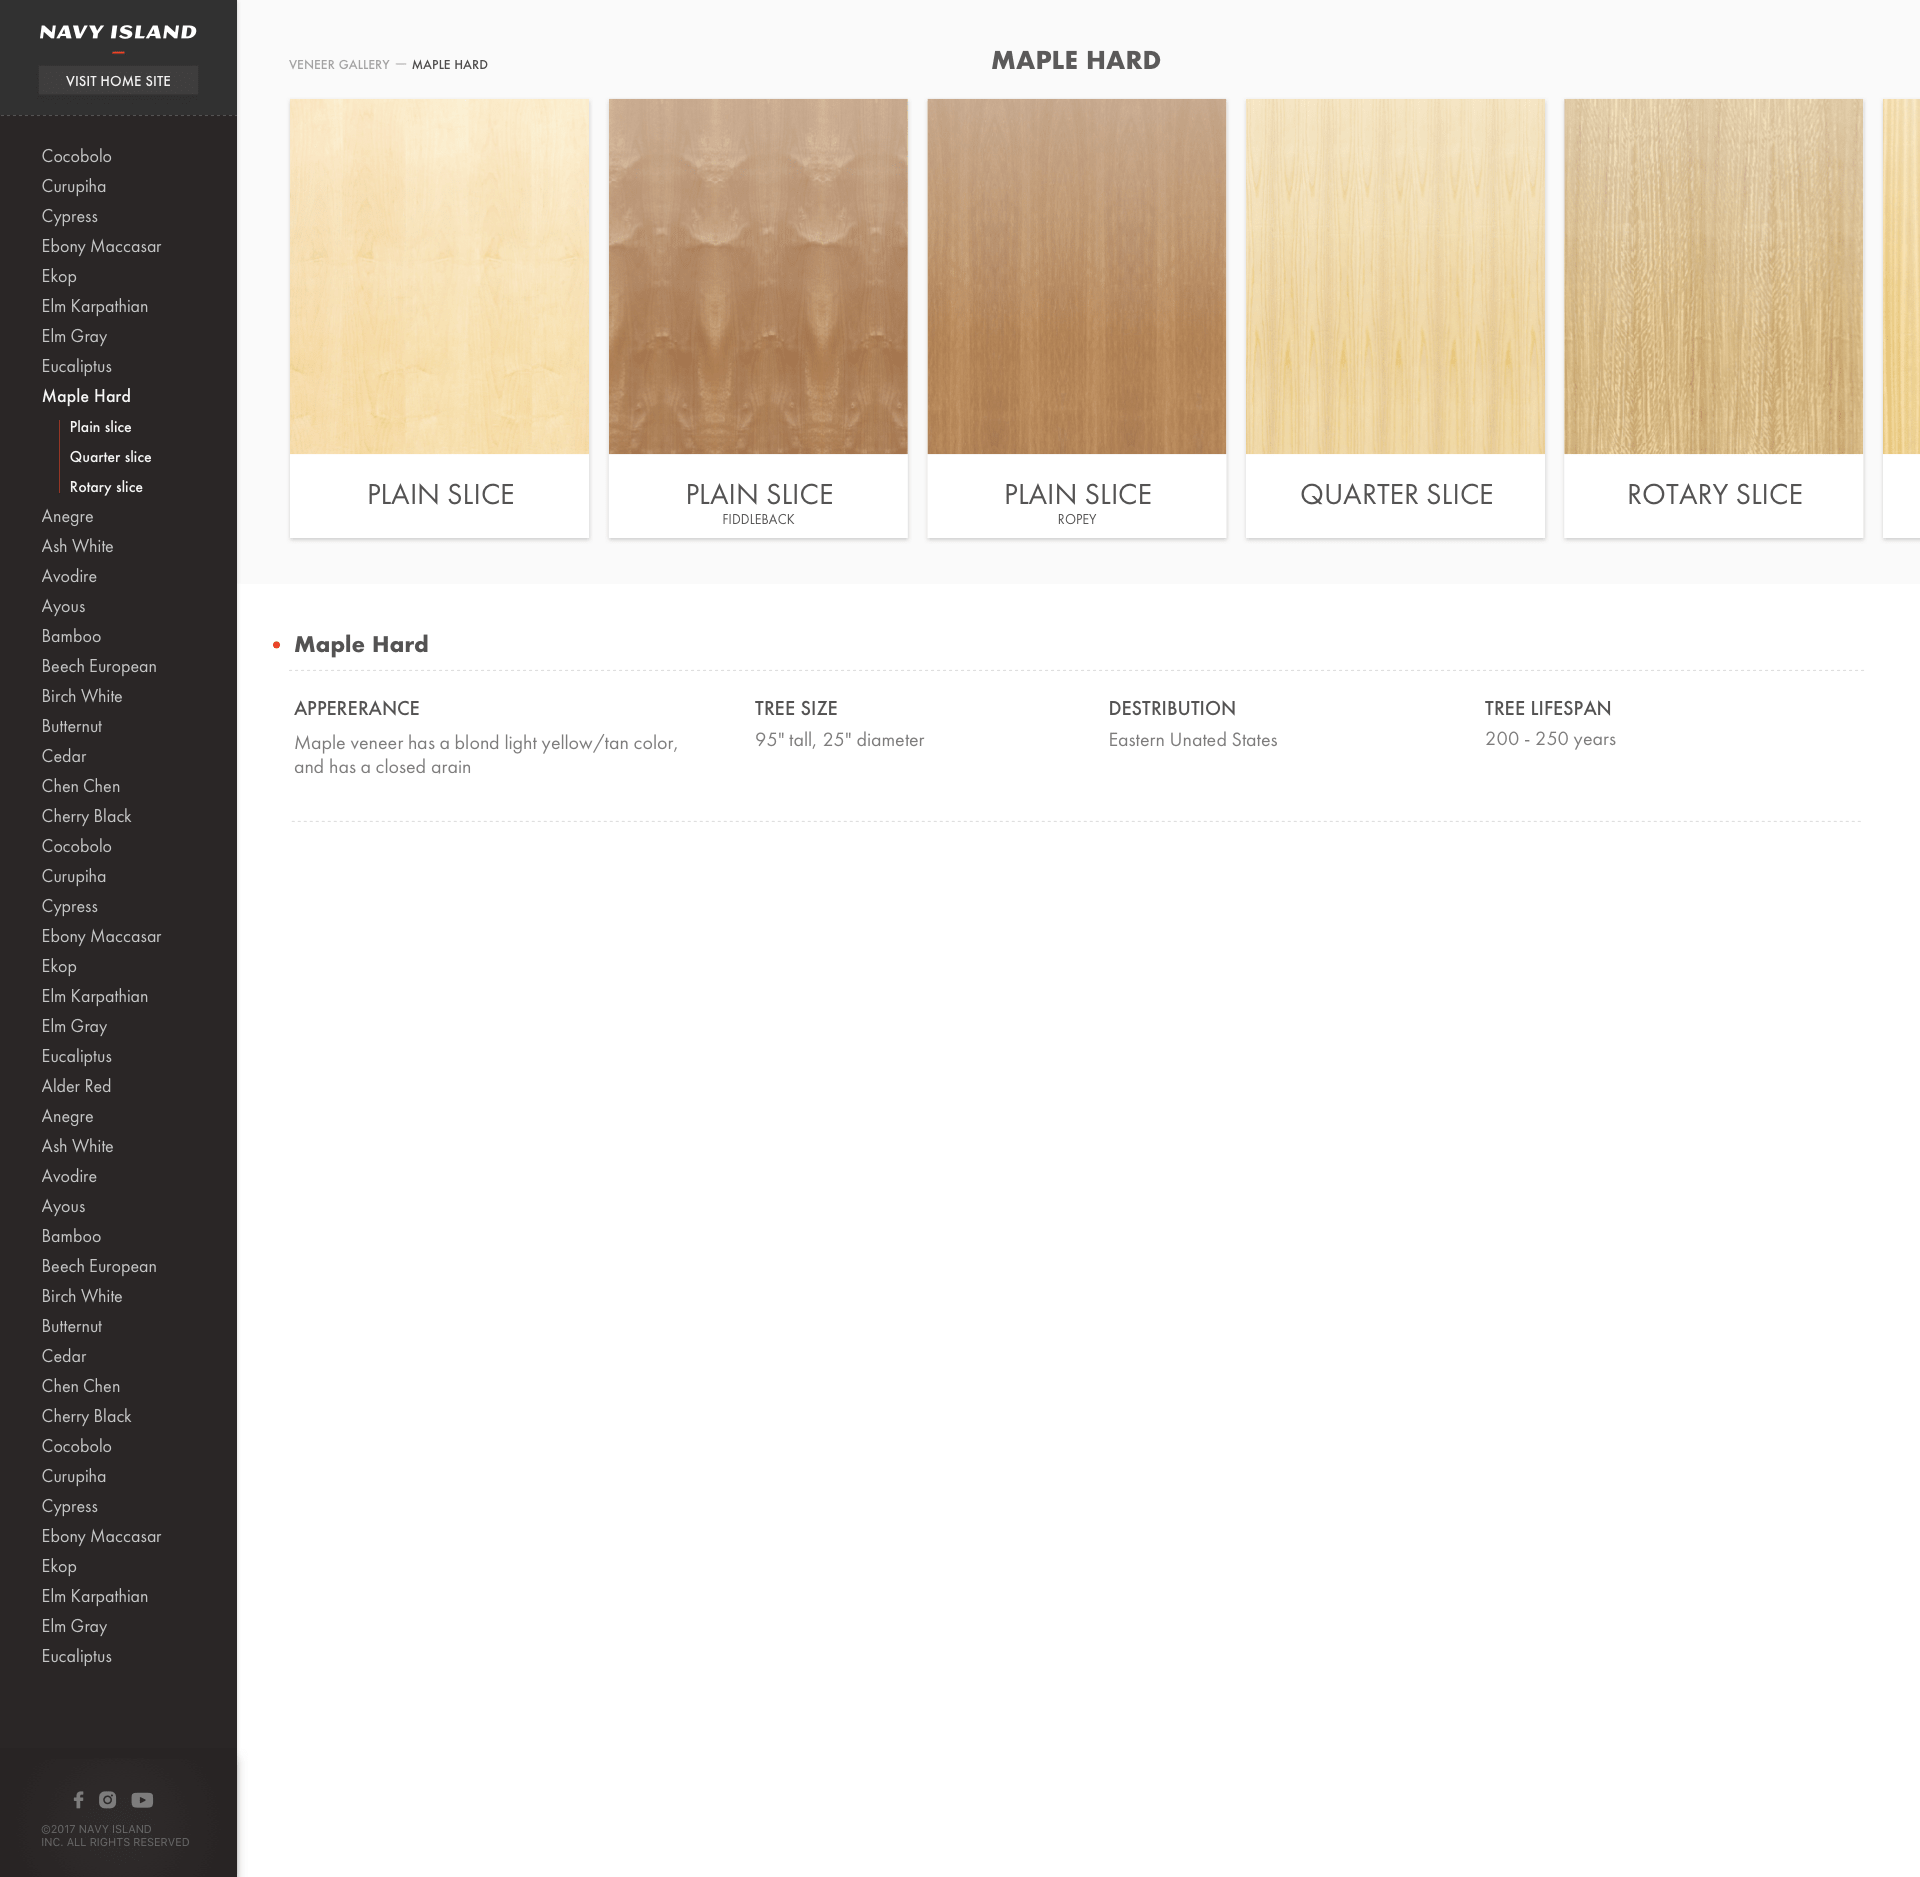 NAVY ISLAND
VISIT HOME SITE
Cocobolo
Curupiha
Cypress
Ebony Maccasar
Ekop
Elm Karpathian
Elm Gray
Eucaliptus
Maple Hard
Plain slice
Quarter slice
Rotary slice
Anegre
Ash White
Avodire
Ayous
Bamboo
Beech European
Birch White
Butternut
Cedar
Chen Chen
Cherry Black
Cocobolo
Curupiha
Cypress
Ebony Maccasar
Ekop
Elm Karpathian
Elm Gray
Eucaliptus
Alder Red
Anegre
Ash White
Avodire
Ayous
Bamboo
Beech European
Birch White
Butternut
Cedar
Chen Chen
Cherry Black
Cocobolo
Curupiha
Cypress
Ebony Maccasar
Ekop
Elm Karpathian
Elm Gray
Eucaliptus
©2017 NAVY ISLAND
INC. ALL RIGHTS RESERVED
VENEER GALLERY — MAPLE HARD
MAPLE HARD
PLAIN SLICE
PLAIN SLICE
FIDDLEBACK
PLAIN SLICE
ROPEY
QUARTER SLICE
ROTARY SLICE
Maple Hard
APPERERANCE
Maple veneer has a blond light yellow/tan color,
and has a closed arain
TREE SIZE
95" tall, 25" diameter
DESTRIBUTION
Eastern Unated States
TREE LIFESPAN
200 - 250 years